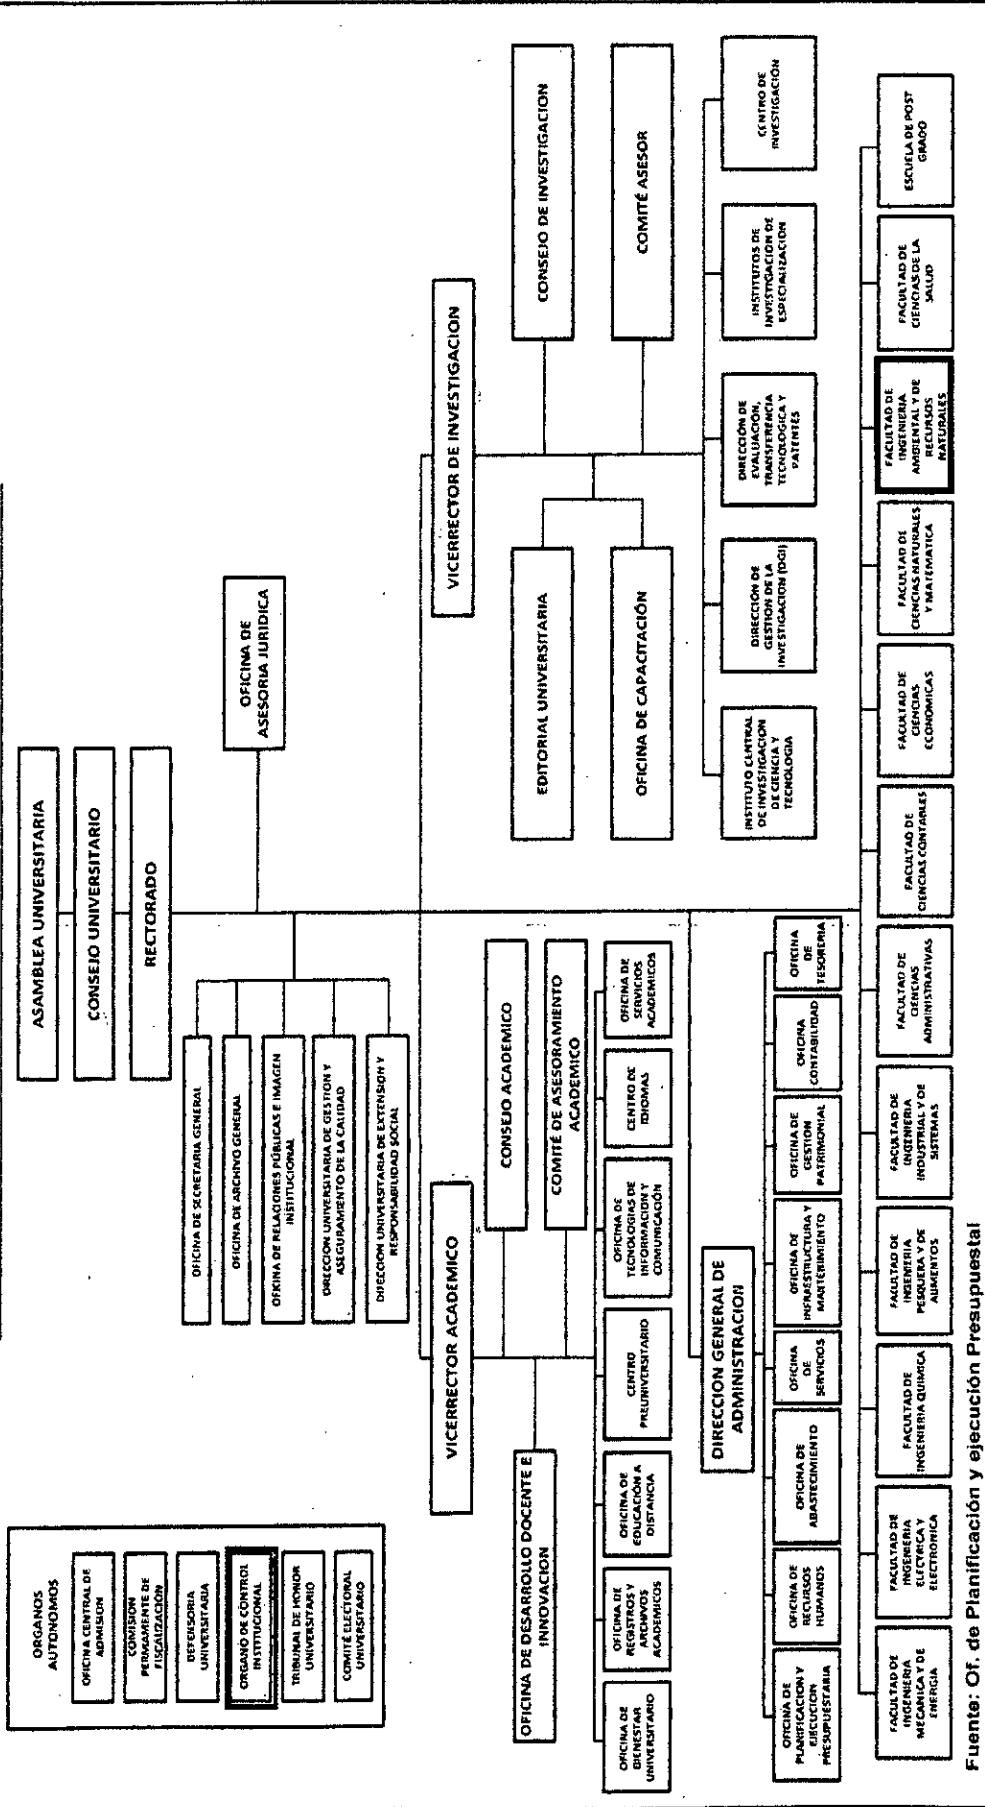 ORGANOS
AUTONOMOS
OFICINA CENTRAL DE
ADMISION
COMISION
PERMAMENTE DE
FISCALIZACIÓN
DEFENSORIA
UNIVERSITARIA
ORGANO DE CONTROL
INSTITUCIONAL
TRIBUNAL DE HONOR
UNIVERSITARIO
COMITÉ ELECTORAL
UNIVERSITARIO
ASAMBLEA UNIVERSITARIA
CONSEJO UNIVERSITARIO
RECTORADO
OFICINA DE
ASESORIA JURIDICA
OFICINA DE SECRETARIA GENERAL
OFICINA DE ARCHIVO GENERAL
OFICINA DE RELACIONES PÚBLICAS E IMAGEN
INSTITUCIONAL
DIRECCION UNIVERSITARIA DE GESTION Y
ASEGURAMIENTO DE LA CALIDAD
DIRECCION UNIVERSITARIA DE EXTENSION Y
RESPONSABILIDAD SOCIAL
VICERRECTOR ACADEMICO
CONSEJO ACADEMICO
COMITÉ DE ASESORAMIENTO
ACADEMICO
OFICINA DE DESARROLLO DOCENTE E
INNOVACION
OFICINA DE
BIENESTAR
UNIVERSITARIO
OFICINA DE
REGISTROS Y
ARCHIVOS
ACADEMICOS
OFICINA DE
EDUCACIÓN A
DISTANCIA
CENTRO
PREUNIVERSITARIO
OFICINA DE
TECNOLOGIAS DE
INFORMACION Y
COMUNICACIÓN
CENTRO DE
IDIOMAS
OFICINA DE
SERVICIOS
ACADEMICOS
VICERRECTOR DE INVESTIGACION
CONSEJO DE INVESTIGACION
COMITÉ ASESOR
EDITORIAL UNIVERSITARIA
OFICINA DE CAPACITACIÓN
INSTITUTO CENTRAL
DE INVESTIGACION
DE CIENCIA Y
TECNOLOGIA
DIRECCIÓN DE
GESTION DE LA
INVESTIGACION (DGI)
DIRECCIÓN DE
EVALUACIÓN,
TRANSFERENCIA
TECNOLOGICA Y
PATENTES
INSTITUTOS DE
INVESTIGACIÓN DE
ESPECIALIZACION
CENTRO DE
INVESTIGACIÓN
DIRECCION GENERAL DE
ADMINISTRACION
OFICINA DE
PLANIFICACION Y
EJECUCION
PRESUPUESTARIA
OFICINA DE
RECURSOS
HUMANOS
OFICINA DE
ABASTECIMIENTO
OFICINA
DE
SERVICIOS
OFICINA DE
INFRAESTRUCTURA Y
MANTENIMIENTO
OFICINA DE
GESTION
PATRIMONIAL
OFICINA
CONTABILIDAD
OFICINA
DE
TESORERIA
FACULTAD DE
INGENIERIA
MECANICA Y DE
ENERGIA
FACULTAD DE
INGENIERIA
ELECTRICA Y
ELECTRONICA
FACULTAD DE
INGENIERIA QUIMICA
FACULTAD DE
INGENIERIA
PESQUERA Y DE
ALIMENTOS
FACULTAD DE
INGENIERIA
INDUSTRIAL Y DE
SISTEMAS
FACULTAD DE
CIENCIAS
ADMINISTRATIVAS
FACULTAD DE
CIENCIAS CONTABLES
FACULTAD DE
CIENCIAS
ECONOMICAS
FACULTAD DE
CIENCIAS NATURALES
Y MATEMATICA
FACULTAD DE
INGENIERIA
AMBIENTAL Y DE
RECURSOS
NATURALES
FACULTAD DE
CIENCIAS DE LA
SALUD
ESCUELA DE POST
GRADO
Fuente: Of. de Planificación y ejecución Presupuestal